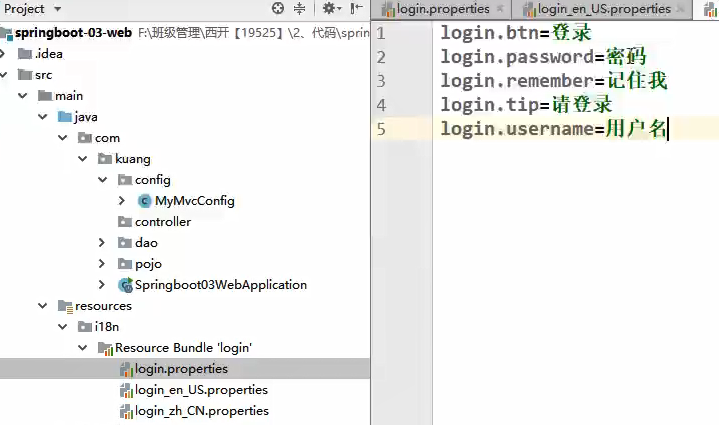 Project
springboot-03-web F:\班级管理\西开【19525】\2、代码\sprin
.idea
src
main
java
com
kuang
config
MyMvcConfig
controller
dao
pojo
Springboot03WebApplication
resources
i18n
Resource Bundle 'login'
login.properties
login_en_US.properties
login_zh_CN.properties
login.properties login_en_US.properties
1 login.btn=登录
2 login.password=密码
3 login.remember=记住我
4 login.tip=请登录
5 login.username=用户名